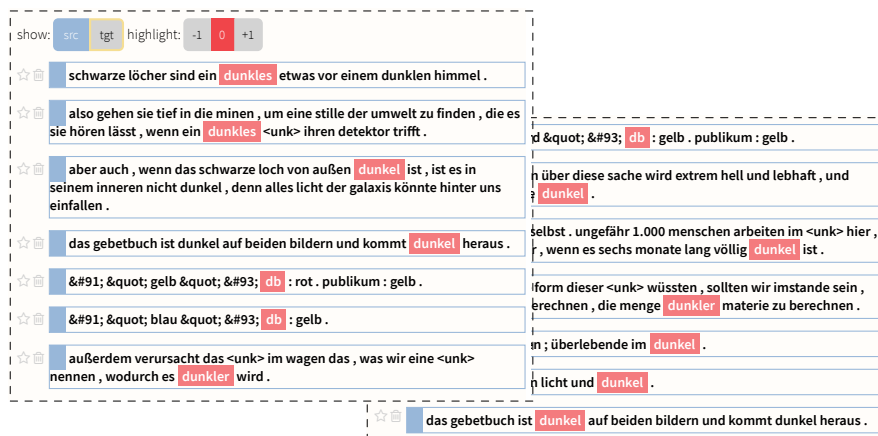 show: src tgt highlight: -1 0 +1
schwarze löcher sind ein dunkles etwas vor einem dunklen himmel .
also gehen sie tief in die minen , um eine stille der umwelt zu finden , die es
sie hören lässt , wenn ein dunkles <unk> ihren detektor trifft .
aber auch , wenn das schwarze loch von außen dunkel ist , ist es in
seinem inneren nicht dunkel , denn alles licht der galaxis könnte hinter uns
einfallen .
das gebetbuch ist dunkel auf beiden bildern und kommt dunkel heraus .
&#91; &quot; gelb &quot; &#93; db : rot . publikum : gelb .
&#91; &quot; blau &quot; &#93; db : gelb .
außerdem verursacht das <unk> im wagen das , was wir eine <unk>
nennen , wodurch es dunkler wird .
&quot; &#93; db : gelb . publikum : gelb .
über diese sache wird extrem hell und lebhaft , und
dunkel .
selbst . ungefähr 1.000 menschen arbeiten im <unk> hier ,
, wenn es sechs monate lang völlig dunkel ist .
form dieser <unk> wüssten , sollten wir imstande sein ,
erechnen , die menge dunkler materie zu berechnen .
; überlebende im dunkel .
licht und dunkel .
das gebetbuch ist dunkel auf beiden bildern und kommt dunkel heraus .